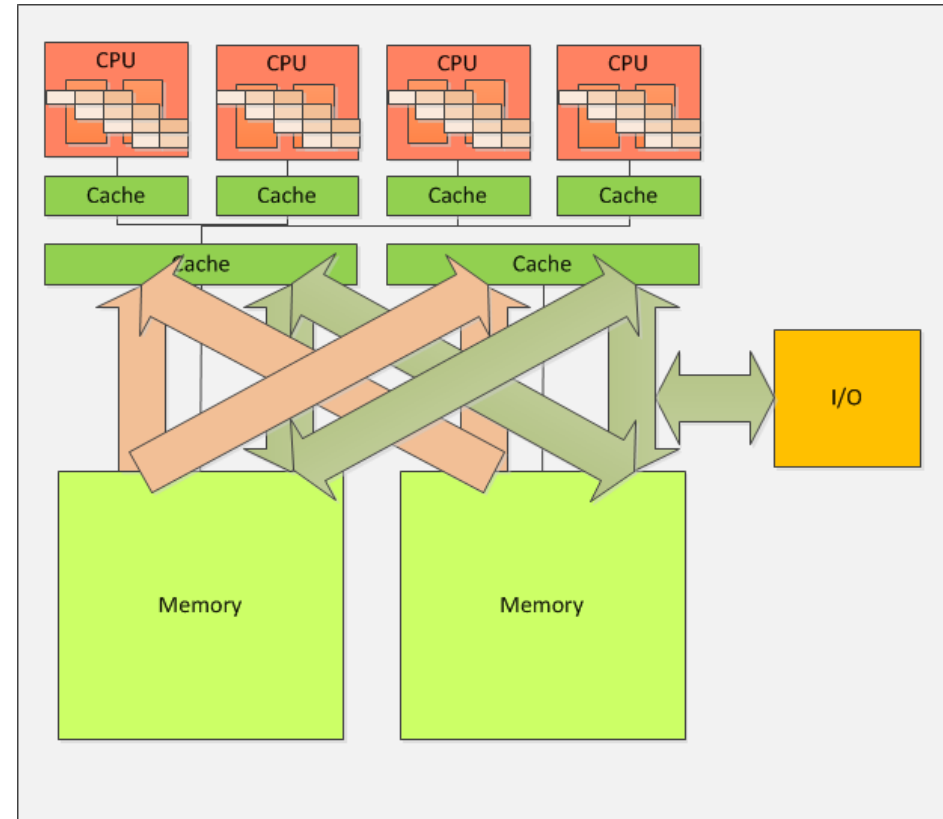 CPU
CPU
CPU
CPU
Cache
Cache
Cache
Cache
Cache
Cache
I/O
Memory
Memory